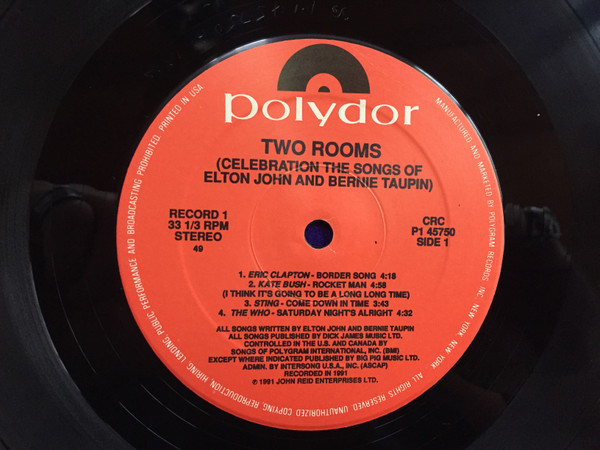 polydor
TWO ROOMS
(CELEBRATION THE SONGS OF
ELTON JOHN AND BERNIE TAUPIN)
RECORD 1
33 1/3 RPM
STEREO
49
CRC
P1 45750
SIDE 1
1. ERIC CLAPTON - BORDER SONG 4:18
2. KATE BUSH - ROCKET MAN 4:58
(I THINK IT'S GOING TO BE A LONG LONG TIME)
3. STING - COME DOWN IN TIME 3:43
4. THE WHO - SATURDAY NIGHT'S ALRIGHT 4:32
ALL SONGS WRITTEN BY ELTON JOHN AND BERNIE TAUPIN
ALL SONGS PUBLISHED BY DICK JAMES MUSIC LTD.
CONTROLLED IN THE U.S. AND CANADA BY
SONGS OF POLYGRAM INTERNATIONAL, INC. (BMI)
EXCEPT WHERE INDICATED PUBLISHED BY BIG PIG MUSIC LTD.
ADMIN. BY INTERSONG U.S.A., INC. (ASCAP)
RECORDED IN 1991
℗ 1991 JOHN REID ENTERPRISES LTD.
MANUFACTURED AND MARKETED BY POLYGRAM RECORDS, INC. NEW YORK, NEW YORK. ALL RIGHTS RESERVED. UNAUTHORIZED COPYING, REPRODUCTION, HIRING, LENDING, PUBLIC PERFORMANCE AND BROADCASTING PROHIBITED. PRINTED IN USA